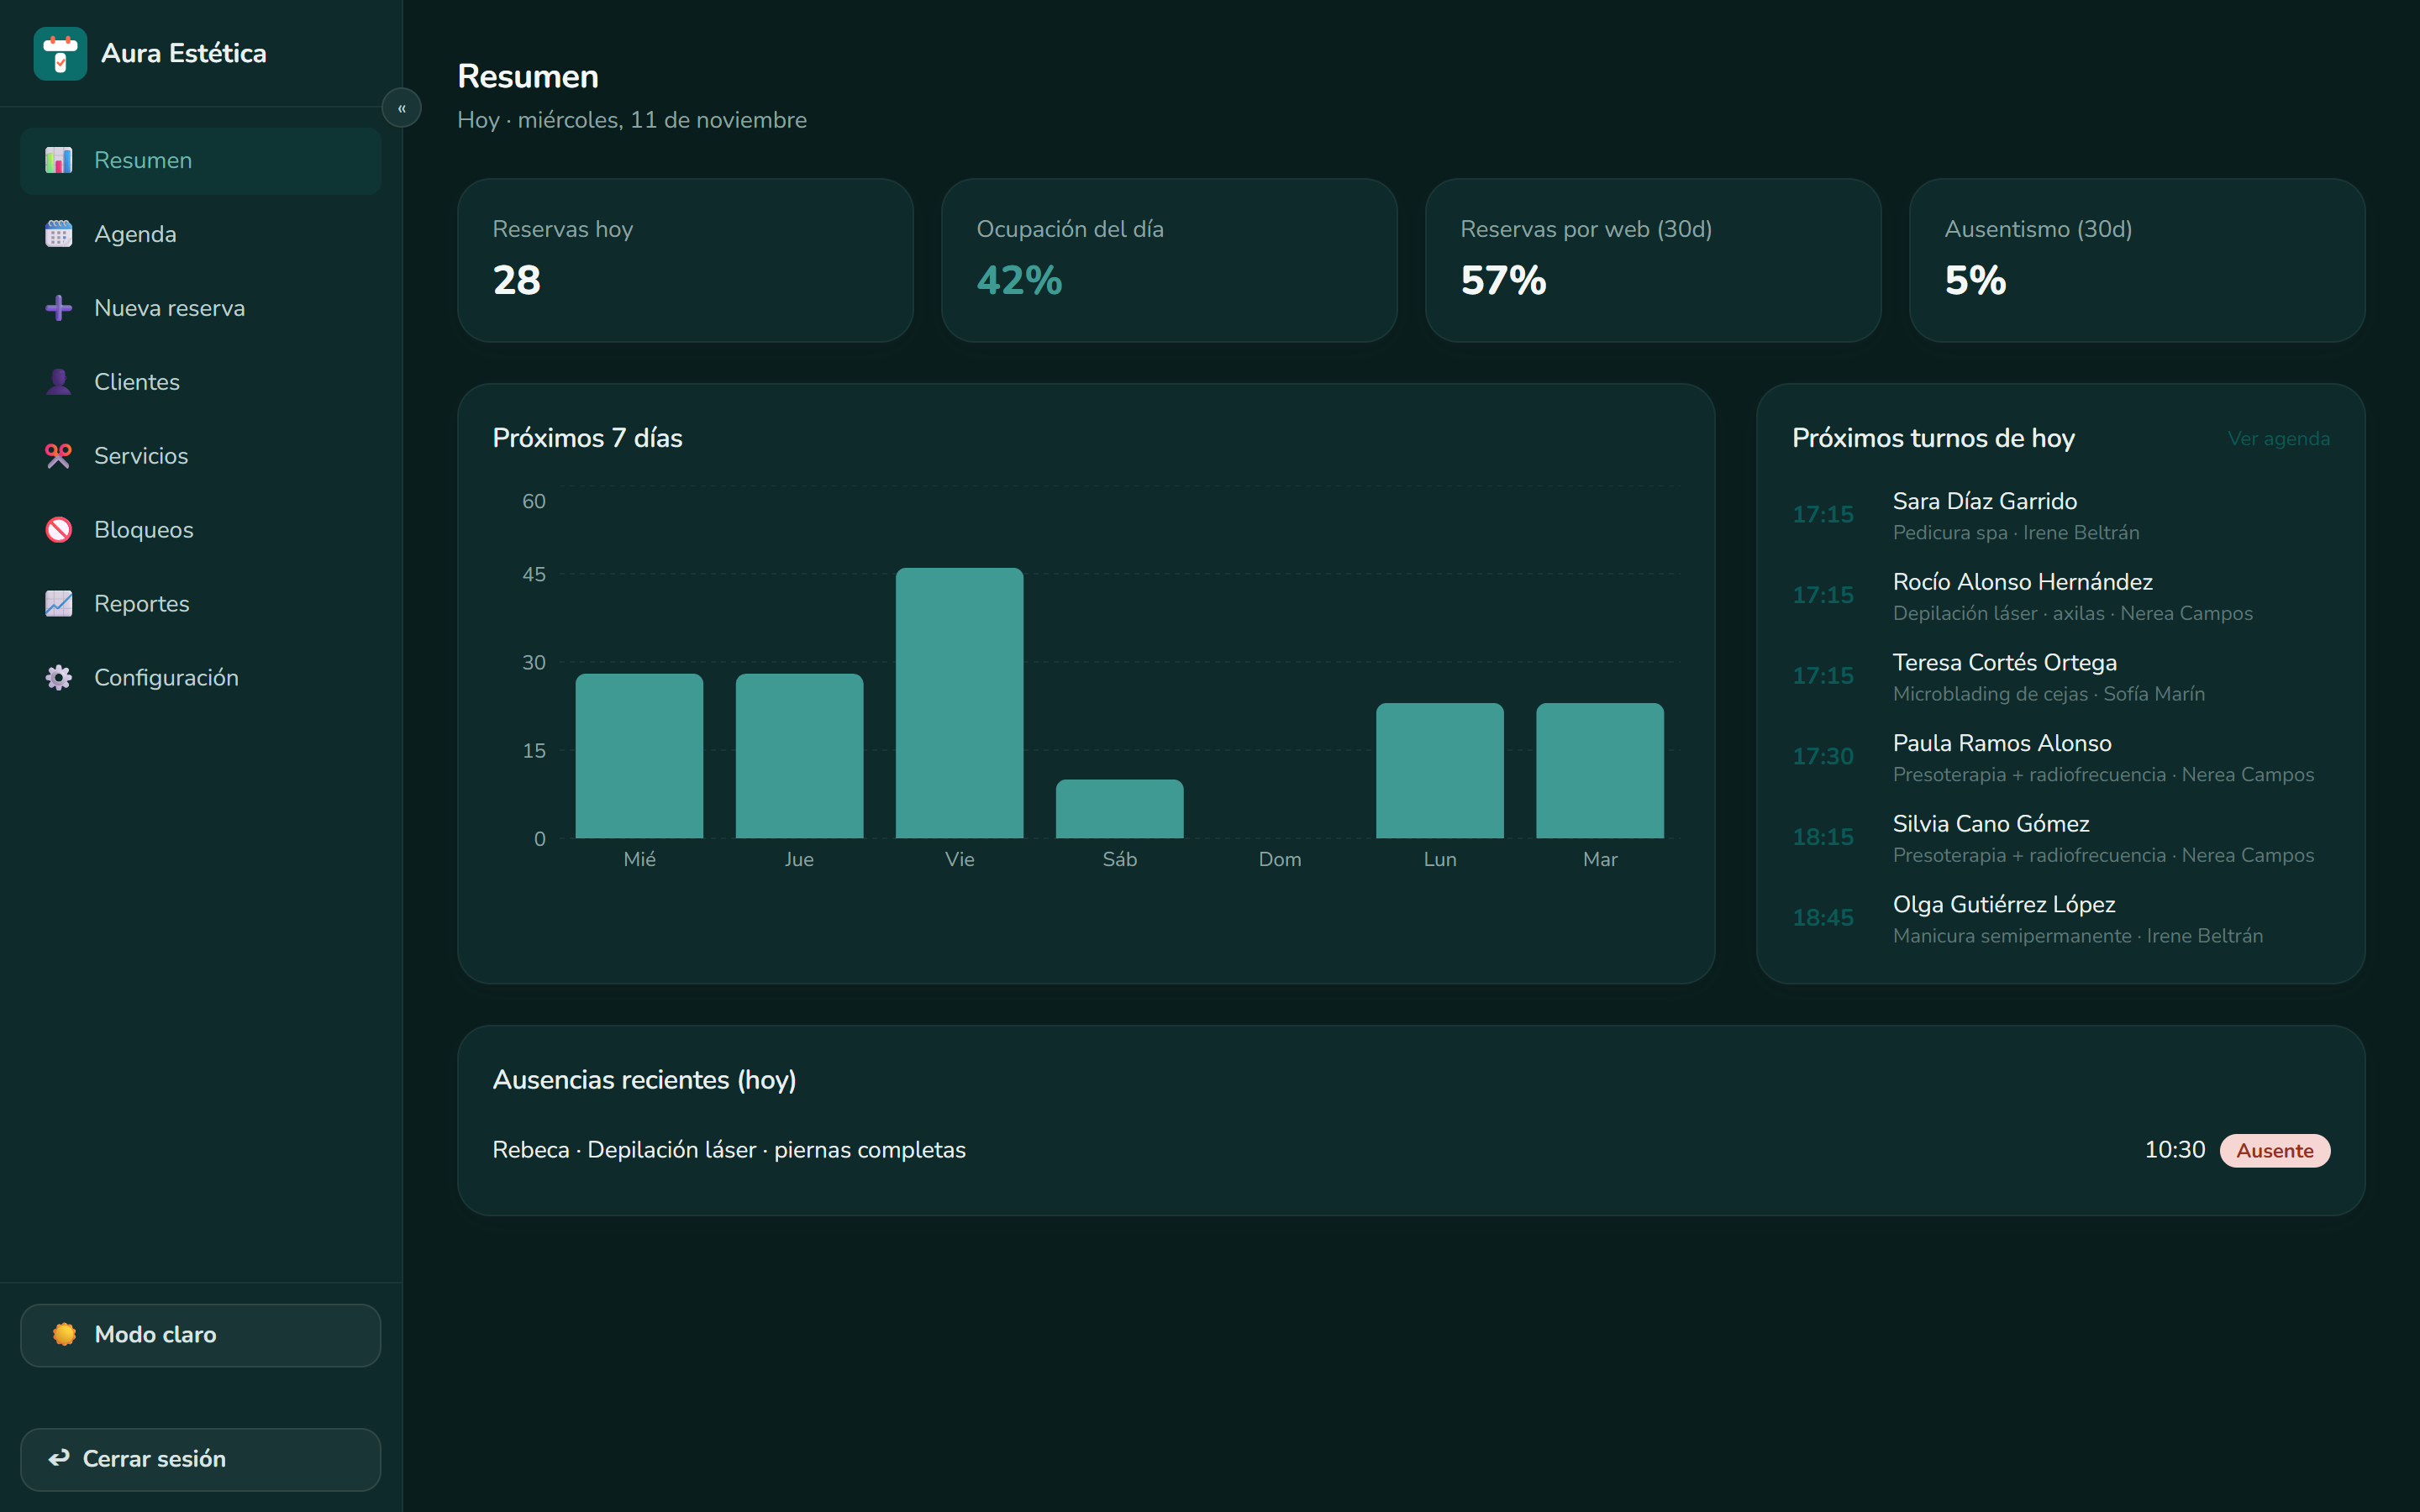 Aura Estética
«
Resumen
Agenda
Nueva reserva
Clientes
Servicios
Bloqueos
Reportes
Configuración
Modo claro
Cerrar sesión
Resumen
Hoy · miércoles, 11 de noviembre
Reservas hoy
28
Ocupación del día
42%
Reservas por web (30d)
57%
Ausentismo (30d)
5%
Próximos 7 días
60
45
30
15
0
Mié Jue Vie Sáb Dom Lun Mar
Próximos turnos de hoy Ver agenda
17:15 Sara Díaz Garrido
Pedicura spa · Irene Beltrán
17:15 Rocío Alonso Hernández
Depilación láser · axilas · Nerea Campos
17:15 Teresa Cortés Ortega
Microblading de cejas · Sofía Marín
17:30 Paula Ramos Alonso
Presoterapia + radiofrecuencia · Nerea Campos
18:15 Silvia Cano Gómez
Presoterapia + radiofrecuencia · Nerea Campos
18:45 Olga Gutiérrez López
Manicura semipermanente · Irene Beltrán
Ausencias recientes (hoy)
Rebeca · Depilación láser · piernas completas 10:30 Ausente